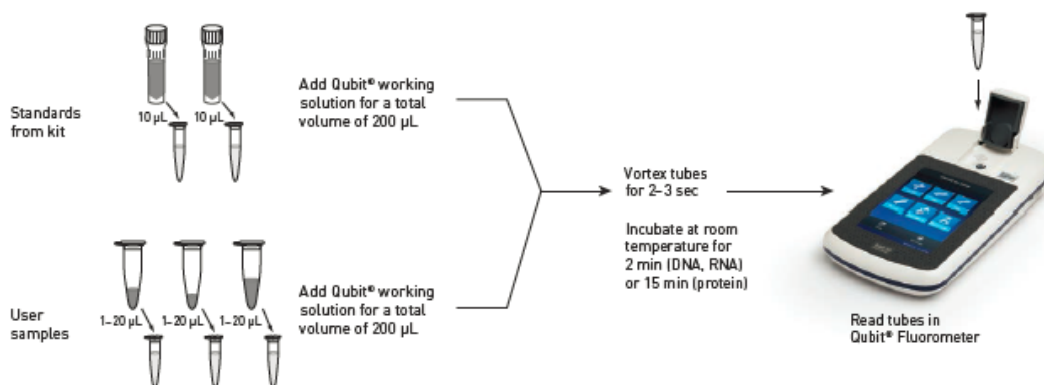 Standards
from kit
10 µL
10 µL
Add Qubit® working
solution for a total
volume of 200 µL
User
samples
1–20 µL
1–20 µL
1–20 µL
Add Qubit® working
solution for a total
volume of 200 µL
Vortex tubes
for 2–3 sec
Incubate at room
temperature for
2 min (DNA, RNA)
or 15 min (protein)
Read tubes in
Qubit® Fluorometer